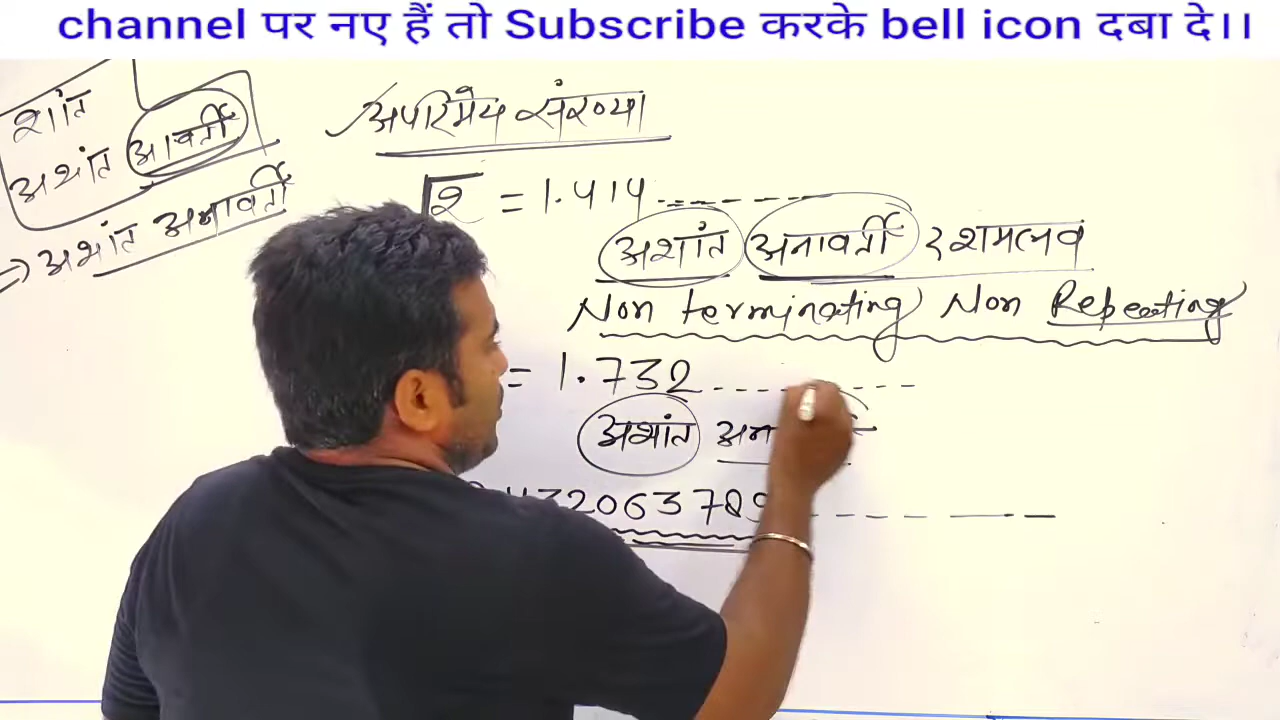 channel पर नए हैं तो Subscribe करके bell icon दबा दे।।
शांत
अशांत आवर्ती
=> अशांत अनावर्ती
अपरिमेय संख्या
√2 = 1.414 -------
अशांत अनावर्ती दशमलव
Non terminating Non Repeating
= 1.732 ---------
अशांत
32063789 - - - - - -